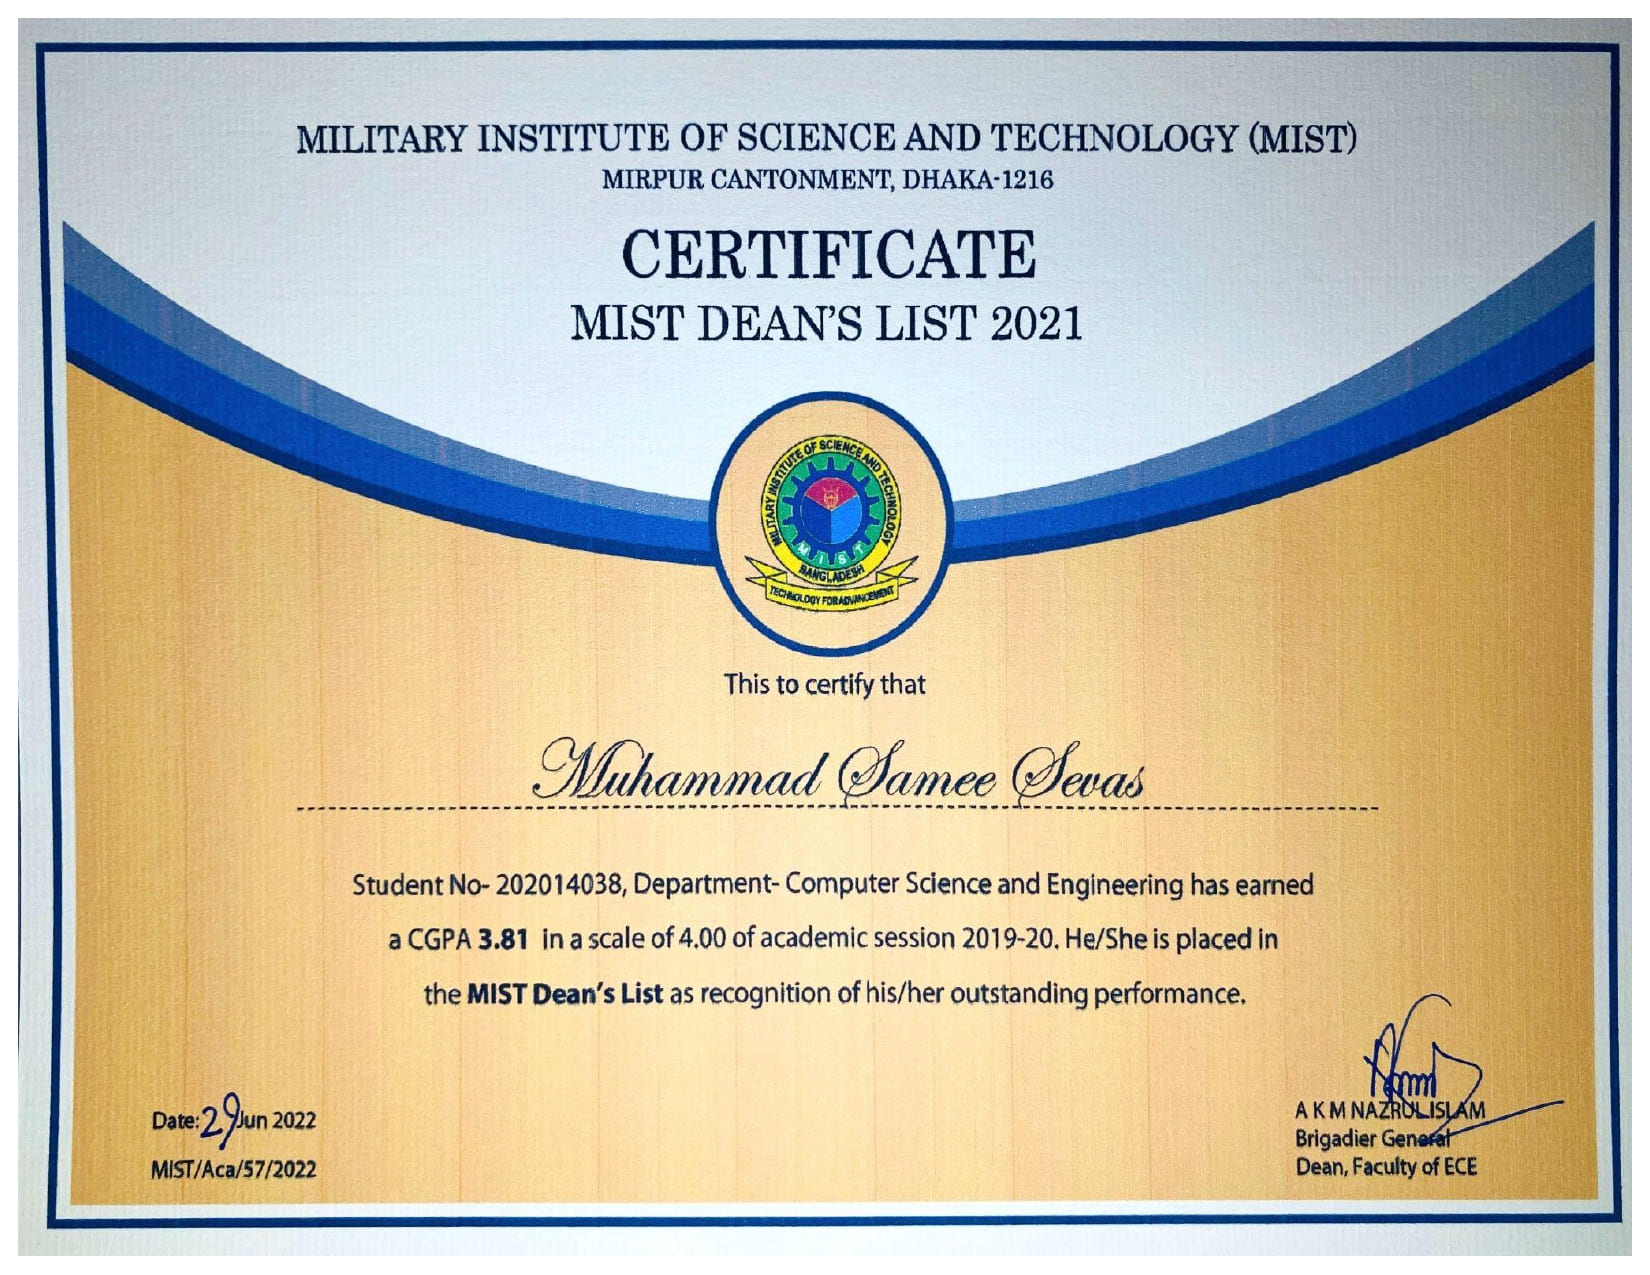 MILITARY INSTITUTE OF SCIENCE AND TECHNOLOGY (MIST)
MIRPUR CANTONMENT, DHAKA-1216
CERTIFICATE
MIST DEAN'S LIST 2021
MILITARY INSTITUTE OF SCIENCE AND TECHNOLOGY
MIST
BANGLADESH
TECHNOLOGY FOR ADVANCEMENT
This to certify that
Muhammad Samee Sevas
Student No- 202014038, Department- Computer Science and Engineering has earned
a CGPA 3.81 in a scale of 4.00 of academic session 2019-20. He/She is placed in
the MIST Dean's List as recognition of his/her outstanding performance.
Date: 29 Jun 2022
MIST/Aca/57/2022
A K M NAZRUL ISLAM
Brigadier General
Dean, Faculty of ECE